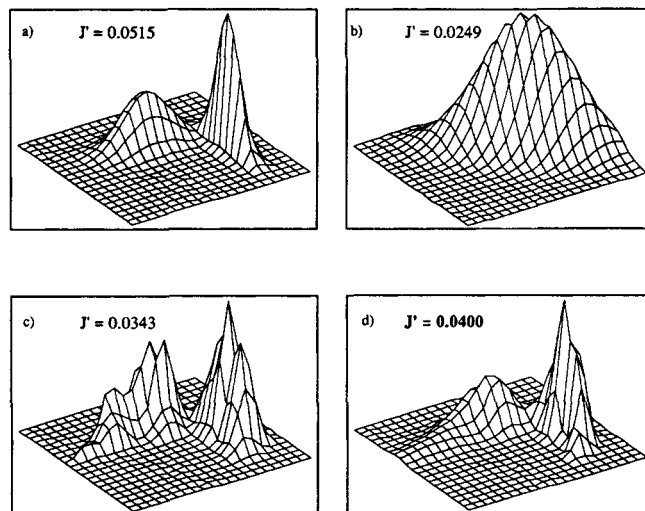 a) J' = 0.0515
b) J' = 0.0249
c) J' = 0.0343
d) J' = 0.0400